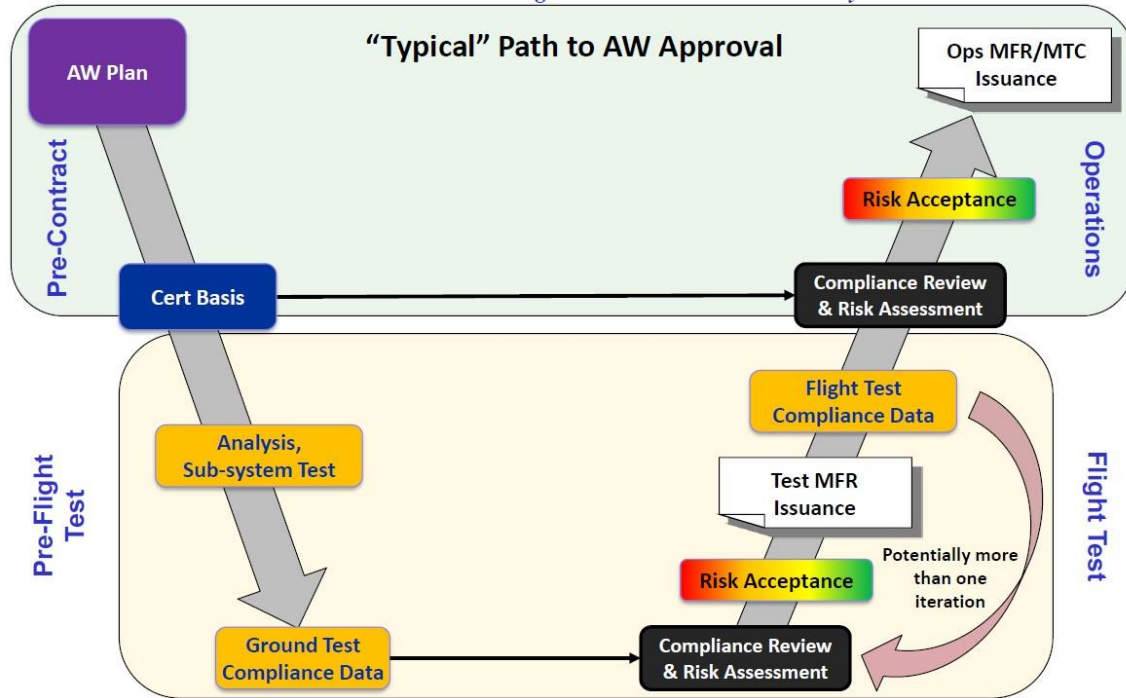 “Typical” Path to AW Approval
AW Plan
Ops MFR/MTC
Issuance
Pre-Contract
Operations
Risk Acceptance
Cert Basis
Compliance Review
& Risk Assessment
Flight Test
Compliance Data
Analysis,
Sub-system Test
Test MFR
Issuance
Pre-Flight
Test
Flight Test
Potentially more
than one
iteration
Risk Acceptance
Ground Test
Compliance Data
Compliance Review
& Risk Assessment